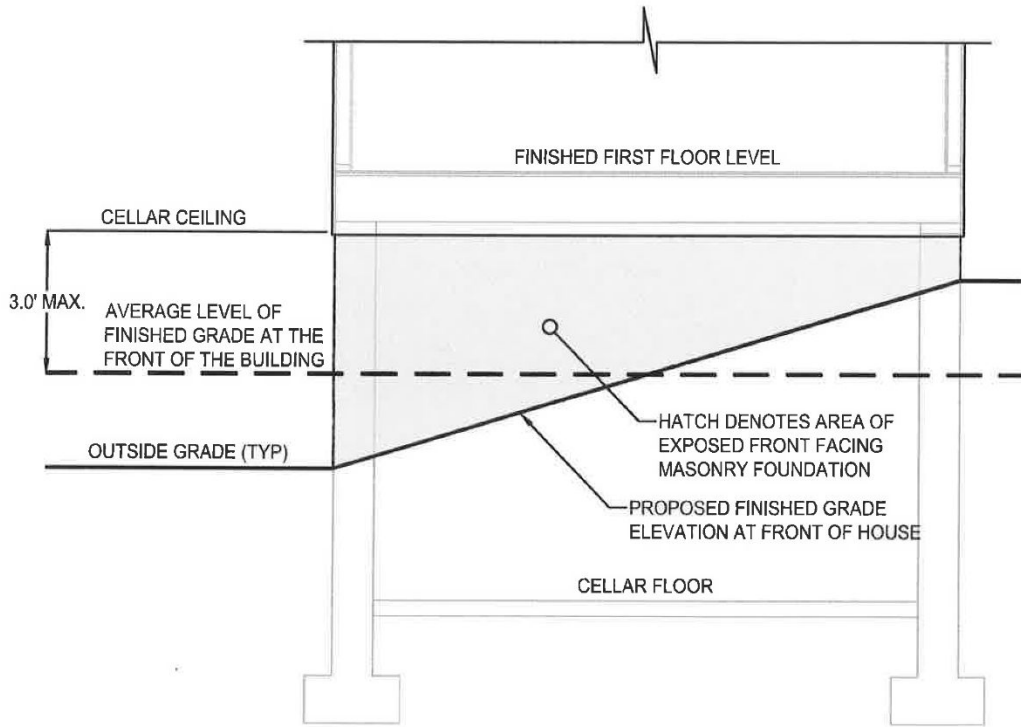 FINISHED FIRST FLOOR LEVEL
CELLAR CEILING
3.0' MAX.
AVERAGE LEVEL OF
FINISHED GRADE AT THE
FRONT OF THE BUILDING
HATCH DENOTES AREA OF
EXPOSED FRONT FACING
MASONRY FOUNDATION
OUTSIDE GRADE (TYP)
PROPOSED FINISHED GRADE
ELEVATION AT FRONT OF HOUSE
CELLAR FLOOR